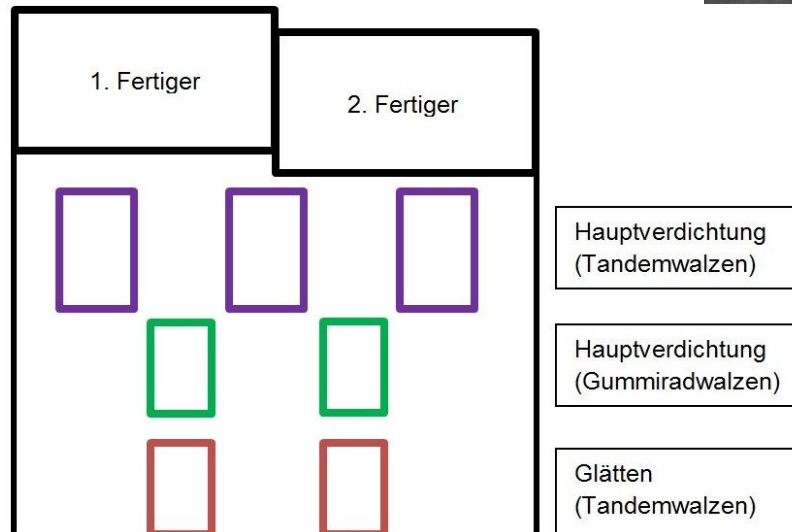 1. Fertiger
2. Fertiger
Hauptverdichtung
(Tandemwalzen)
Hauptverdichtung
(Gummiradwalzen)
Glätten
(Tandemwalzen)